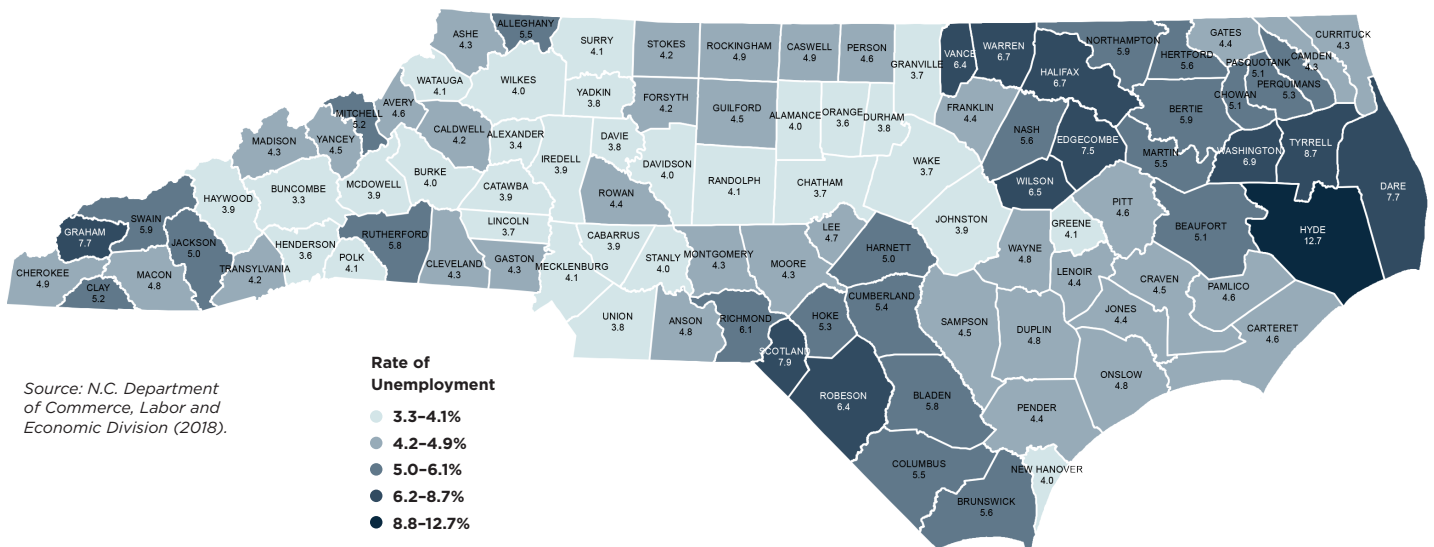 ALLEGHANY
5.5
ASHE
4.3
SURRY
4.1
STOKES
4.2
ROCKINGHAM
4.9
CASWELL
4.9
PERSON
4.6
GRANVILLE
3.7
VANCE
6.4
WARREN
6.7
NORTHAMPTON
5.9
GATES
4.4
CURRITUCK
4.3
HERTFORD
5.6
CAMDEN
4.3
PASQUOTANK
5.1
PERQUIMANS
5.3
CHOWAN
5.1
HALIFAX
6.7
WATAUGA
4.1
WILKES
4.0
YADKIN
3.8
FORSYTH
4.2
GUILFORD
4.5
ALAMANCE
4.0
ORANGE
3.6
DURHAM
3.8
FRANKLIN
4.4
NASH
5.6
EDGECOMBE
7.5
BERTIE
5.9
MARTIN
5.5
WASHINGTON
6.9
TYRRELL
8.7
DARE
7.7
MITCHELL
5.2
AVERY
4.6
CALDWELL
4.2
ALEXANDER
3.4
DAVIE
3.8
IREDELL
3.9
MADISON
4.3
YANCEY
4.5
BURKE
4.0
CATAWBA
3.9
ROWAN
4.4
DAVIDSON
4.0
RANDOLPH
4.1
CHATHAM
3.7
WAKE
3.7
WILSON
6.5
PITT
4.6
BEAUFORT
5.1
HYDE
12.7
HAYWOOD
3.9
BUNCOMBE
3.3
MCDOWELL
3.9
LINCOLN
3.7
CABARRUS
3.9
STANLY
4.0
MONTGOMERY
4.3
MOORE
4.3
LEE
4.7
HARNETT
5.0
JOHNSTON
3.9
GREENE
4.1
WAYNE
4.8
LENOIR
4.4
CRAVEN
4.5
PAMLICO
4.6
SWAIN
5.9
GRAHAM
7.7
JACKSON
5.0
HENDERSON
3.6
RUTHERFORD
5.8
POLK
4.1
CLEVELAND
4.3
GASTON
4.3
MECKLENBURG
4.1
CHEROKEE
4.9
CLAY
5.2
MACON
4.8
TRANSYLVANIA
4.2
UNION
3.8
ANSON
4.8
RICHMOND
6.1
HOKE
5.3
CUMBERLAND
5.4
SAMPSON
4.5
DUPLIN
4.8
JONES
4.4
CARTERET
4.6
ONSLOW
4.8
SCOTLAND
7.9
ROBESON
6.4
BLADEN
5.8
PENDER
4.4
COLUMBUS
5.5
NEW HANOVER
4.0
BRUNSWICK
5.6
Source: N.C. Department
of Commerce, Labor and
Economic Division (2018).
Rate of
Unemployment
3.3–4.1%
4.2–4.9%
5.0–6.1%
6.2–8.7%
8.8–12.7%